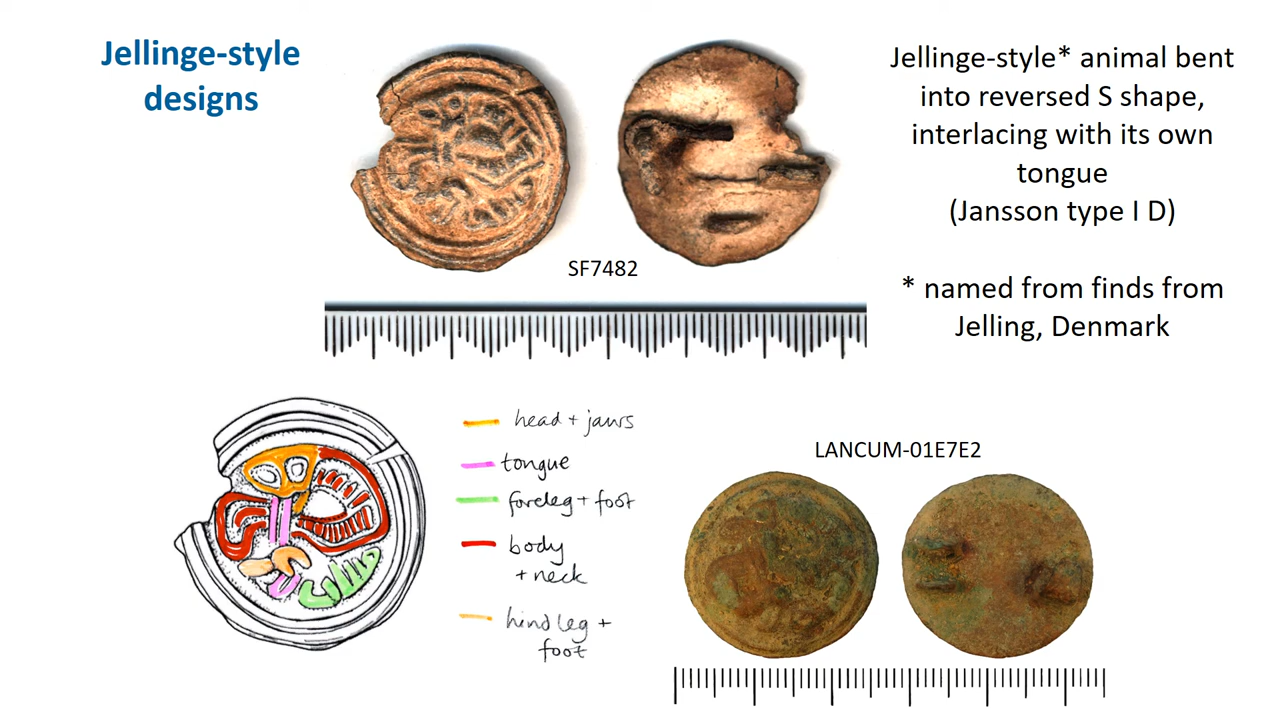 Jellinge-style
designs
Jellinge-style* animal bent
into reversed S shape,
interlacing with its own
tongue
(Jansson type I D)
* named from finds from
Jelling, Denmark
SF7482
head + jaws
tongue
foreleg + foot
body
+ neck
hind leg +
foot
LANCUM-01E7E2